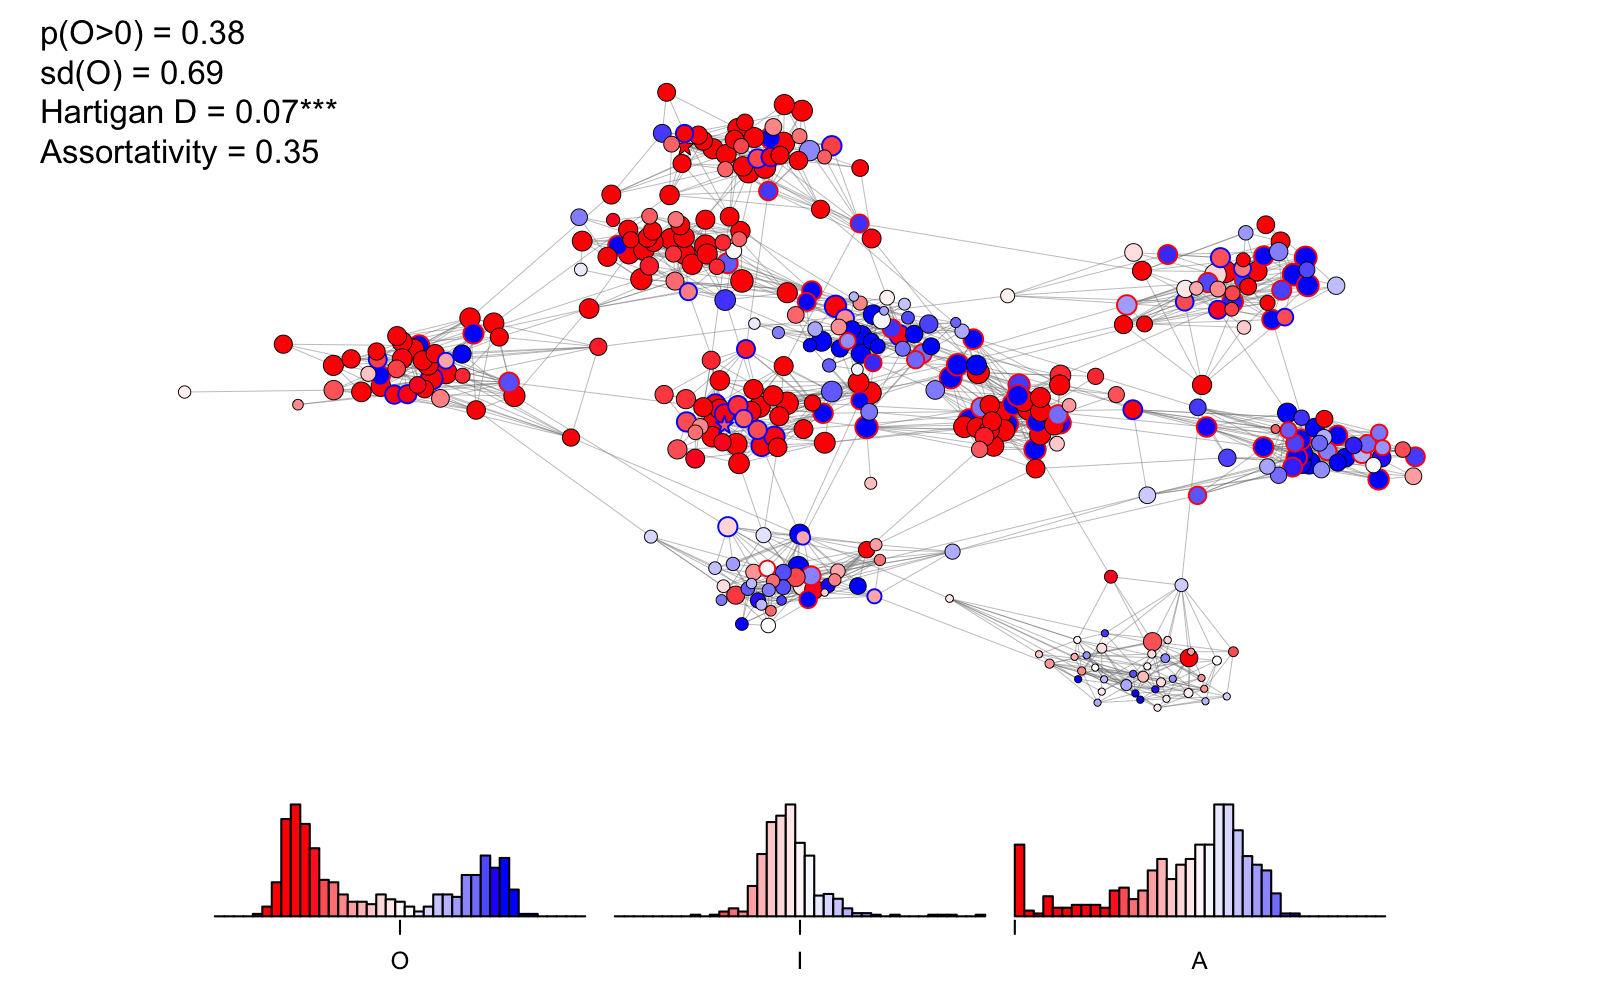 p(O>0) = 0.38
sd(O) = 0.69
Hartigan D = 0.07***
Assortativity = 0.35
O
I
A